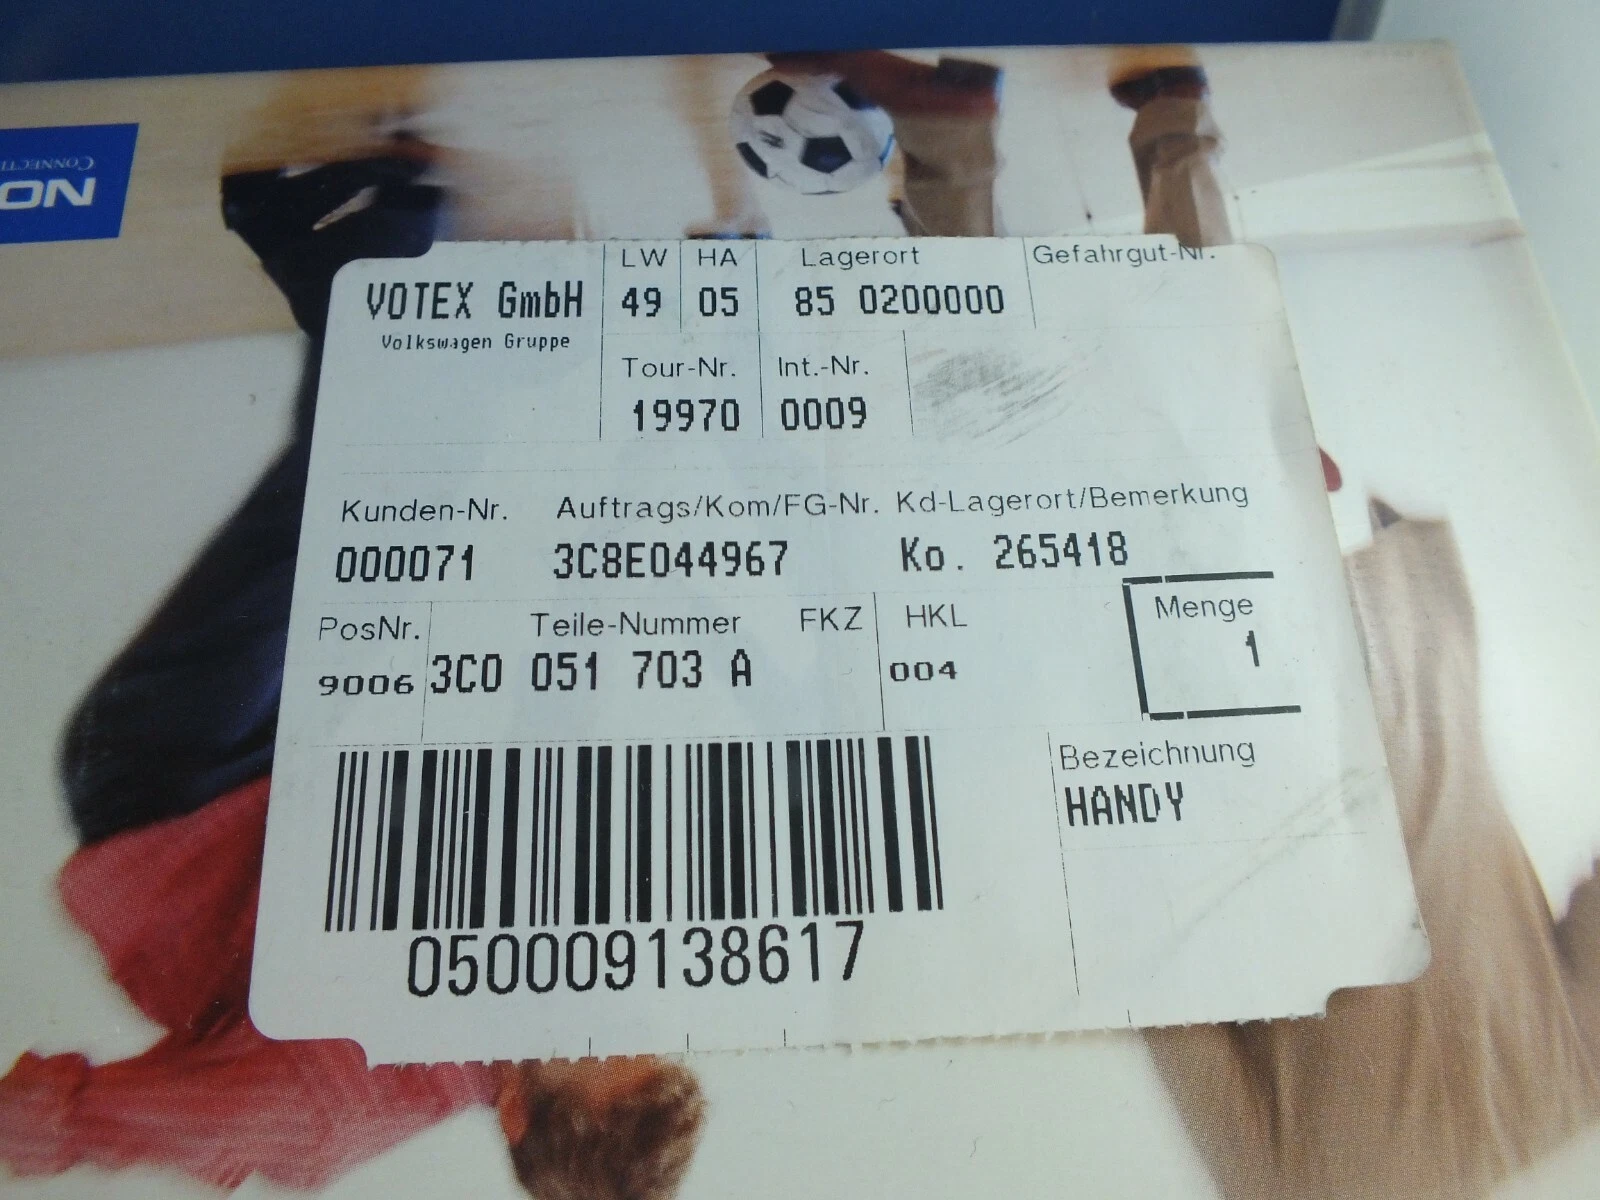 CONNECTI
NO
VOTEX GmbH
Volkswagen Gruppe
LW HA Lagerort Gefahrgut-Nr.
49 05 85 0200000
Tour-Nr. Int.-Nr.
19970 0009
Kunden-Nr. Auftrags/Kom/FG-Nr. Kd-Lagerort/Bemerkung
000071 3C8E044967 Ko. 265418
PosNr. Teile-Nummer FKZ HKL Menge
9006 3C0 051 703 A 004 1
Bezeichnung
HANDY
050009138617